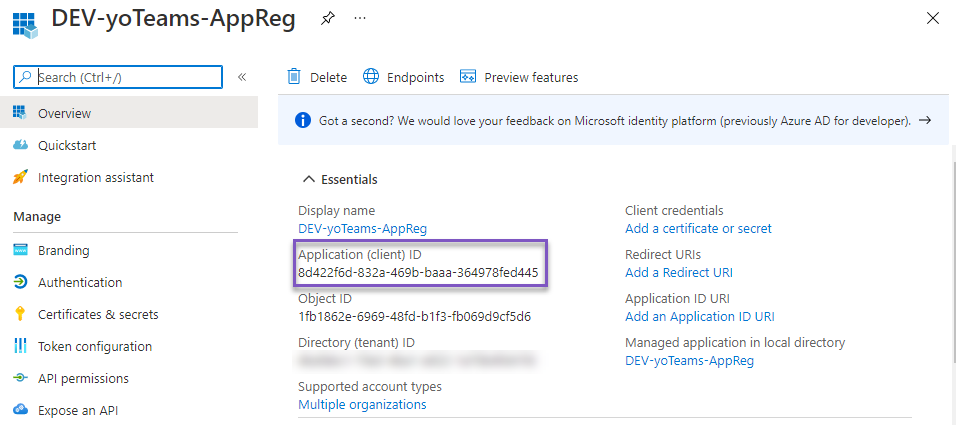 DEV-yoTeams-AppReg
Search (Ctrl+/)
Overview
Quickstart
Integration assistant
Manage
Branding
Authentication
Certificates & secrets
Token configuration
API permissions
Expose an API
Delete
Endpoints
Preview features
Got a second? We would love your feedback on Microsoft identity platform (previously Azure AD for developer).
Essentials
Display name
DEV-yoTeams-AppReg
Application (client) ID
8d422f6d-832a-469b-baaa-364978fed445
Object ID
1fb1862e-6969-48fd-b1f3-fb069d9cf5d6
Directory (tenant) ID
Supported account types
Multiple organizations
Client credentials
Add a certificate or secret
Redirect URIs
Add a Redirect URI
Application ID URI
Add an Application ID URI
Managed application in local directory
DEV-yoTeams-AppReg